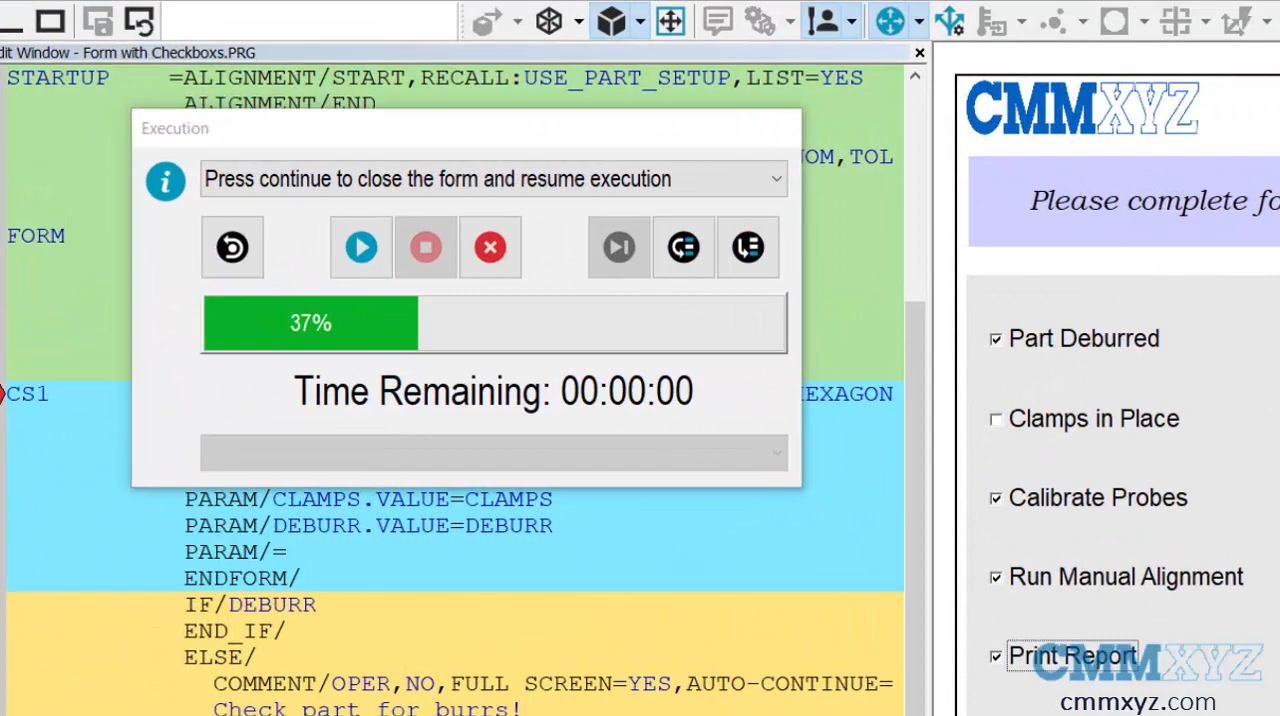 dit Window - Form with Checkboxs.PRG
STARTUP =ALIGNMENT/START,RECALL:USE_PART_SETUP,LIST=YES
ALIGNMENT/END
Execution
OM,TOL
Press continue to close the form and resume execution
FORM
37%
Time Remaining: 00:00:00
CS1
EXAGON
PARAM/CLAMPS.VALUE=CLAMPS
PARAM/DEBURR.VALUE=DEBURR
PARAM/=
ENDFORM/
IF/DEBURR
END_IF/
ELSE/
COMMENT/OPER,NO,FULL SCREEN=YES,AUTO-CONTINUE=
Check part for burrs!
CMMXYZ
Please complete fo
Part Deburred
Clamps in Place
Calibrate Probes
Run Manual Alignment
Print Report
CMMXYZ
cmmxyz.com